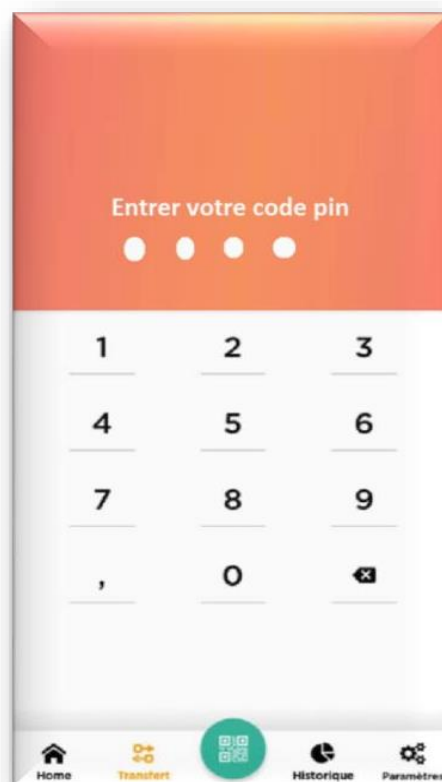 Entrer votre code pin
1 2 3
4 5 6
7 8 9
, 0
Home Transfert Historique Paramètres